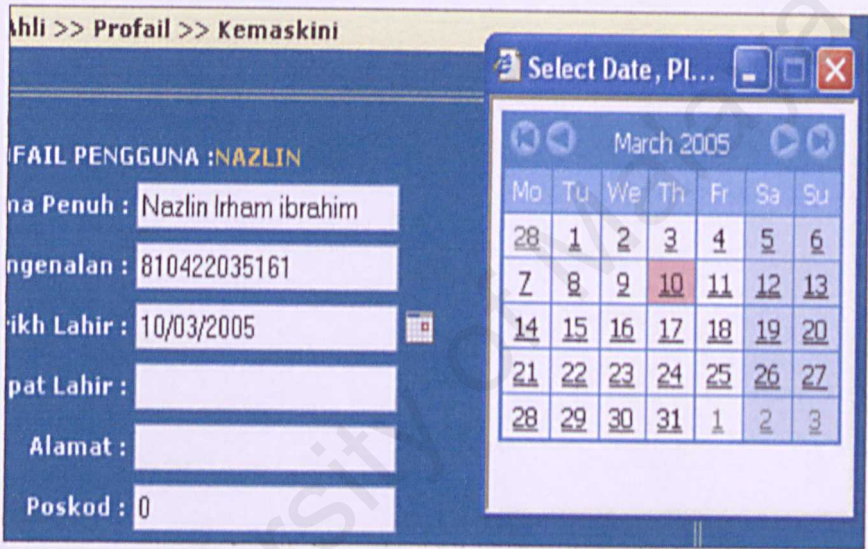 Ahli >> Profail >> Kemaskini
FAIL PENGGUNA :NAZLIN
na Penuh : Nazlin Irham ibrahim
ngenalan : 810422035161
rikh Lahir : 10/03/2005
pat Lahir :
Alamat :
Poskod : 0
Select Date, Pl...
March 2005
Mo Tu We Th Fr Sa Su
28 1 2 3 4 5 6
7 8 9 10 11 12 13
14 15 16 17 18 19 20
21 22 23 24 25 26 27
28 29 30 31 1 2 3